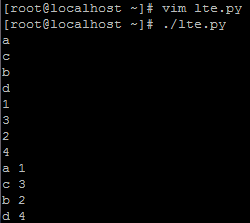 [root@localhost ~]# vim lte.py
[root@localhost ~]# ./lte.py
a
c
b
d
1
3
2
4
a 1
c 3
b 2
d 4